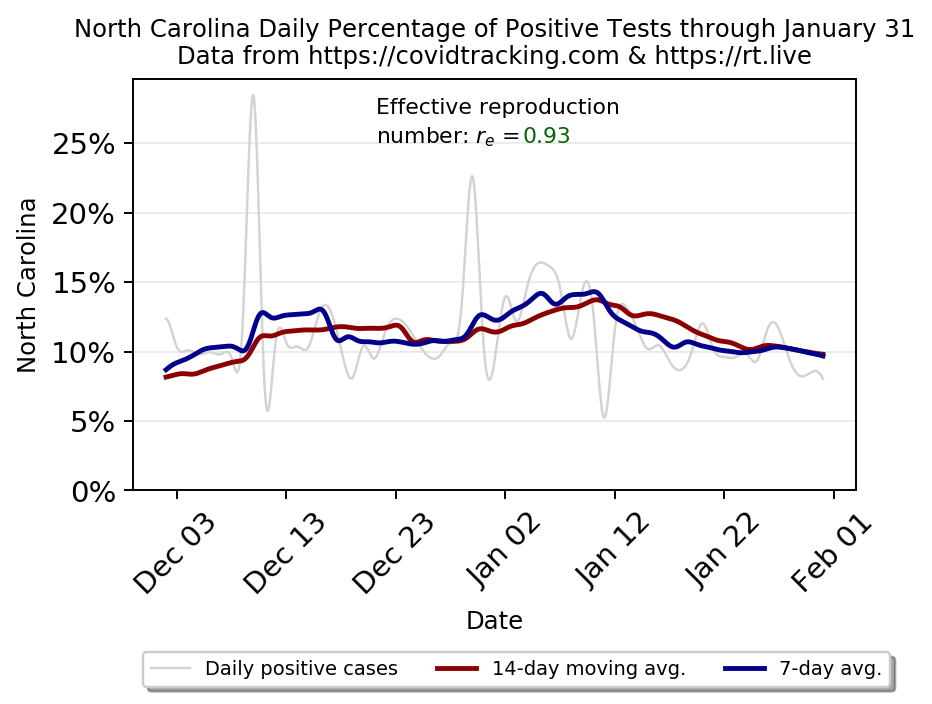 North Carolina Daily Percentage of Positive Tests through January 31
Data from https://covidtracking.com & https://rt.live
Effective reproduction
number: rₑ = 0.93
North Carolina
25%
20%
15%
10%
5%
0%
Dec 03
Dec 13
Dec 23
Jan 02
Jan 12
Jan 22
Feb 01
Date
Daily positive cases
14-day moving avg.
7-day avg.